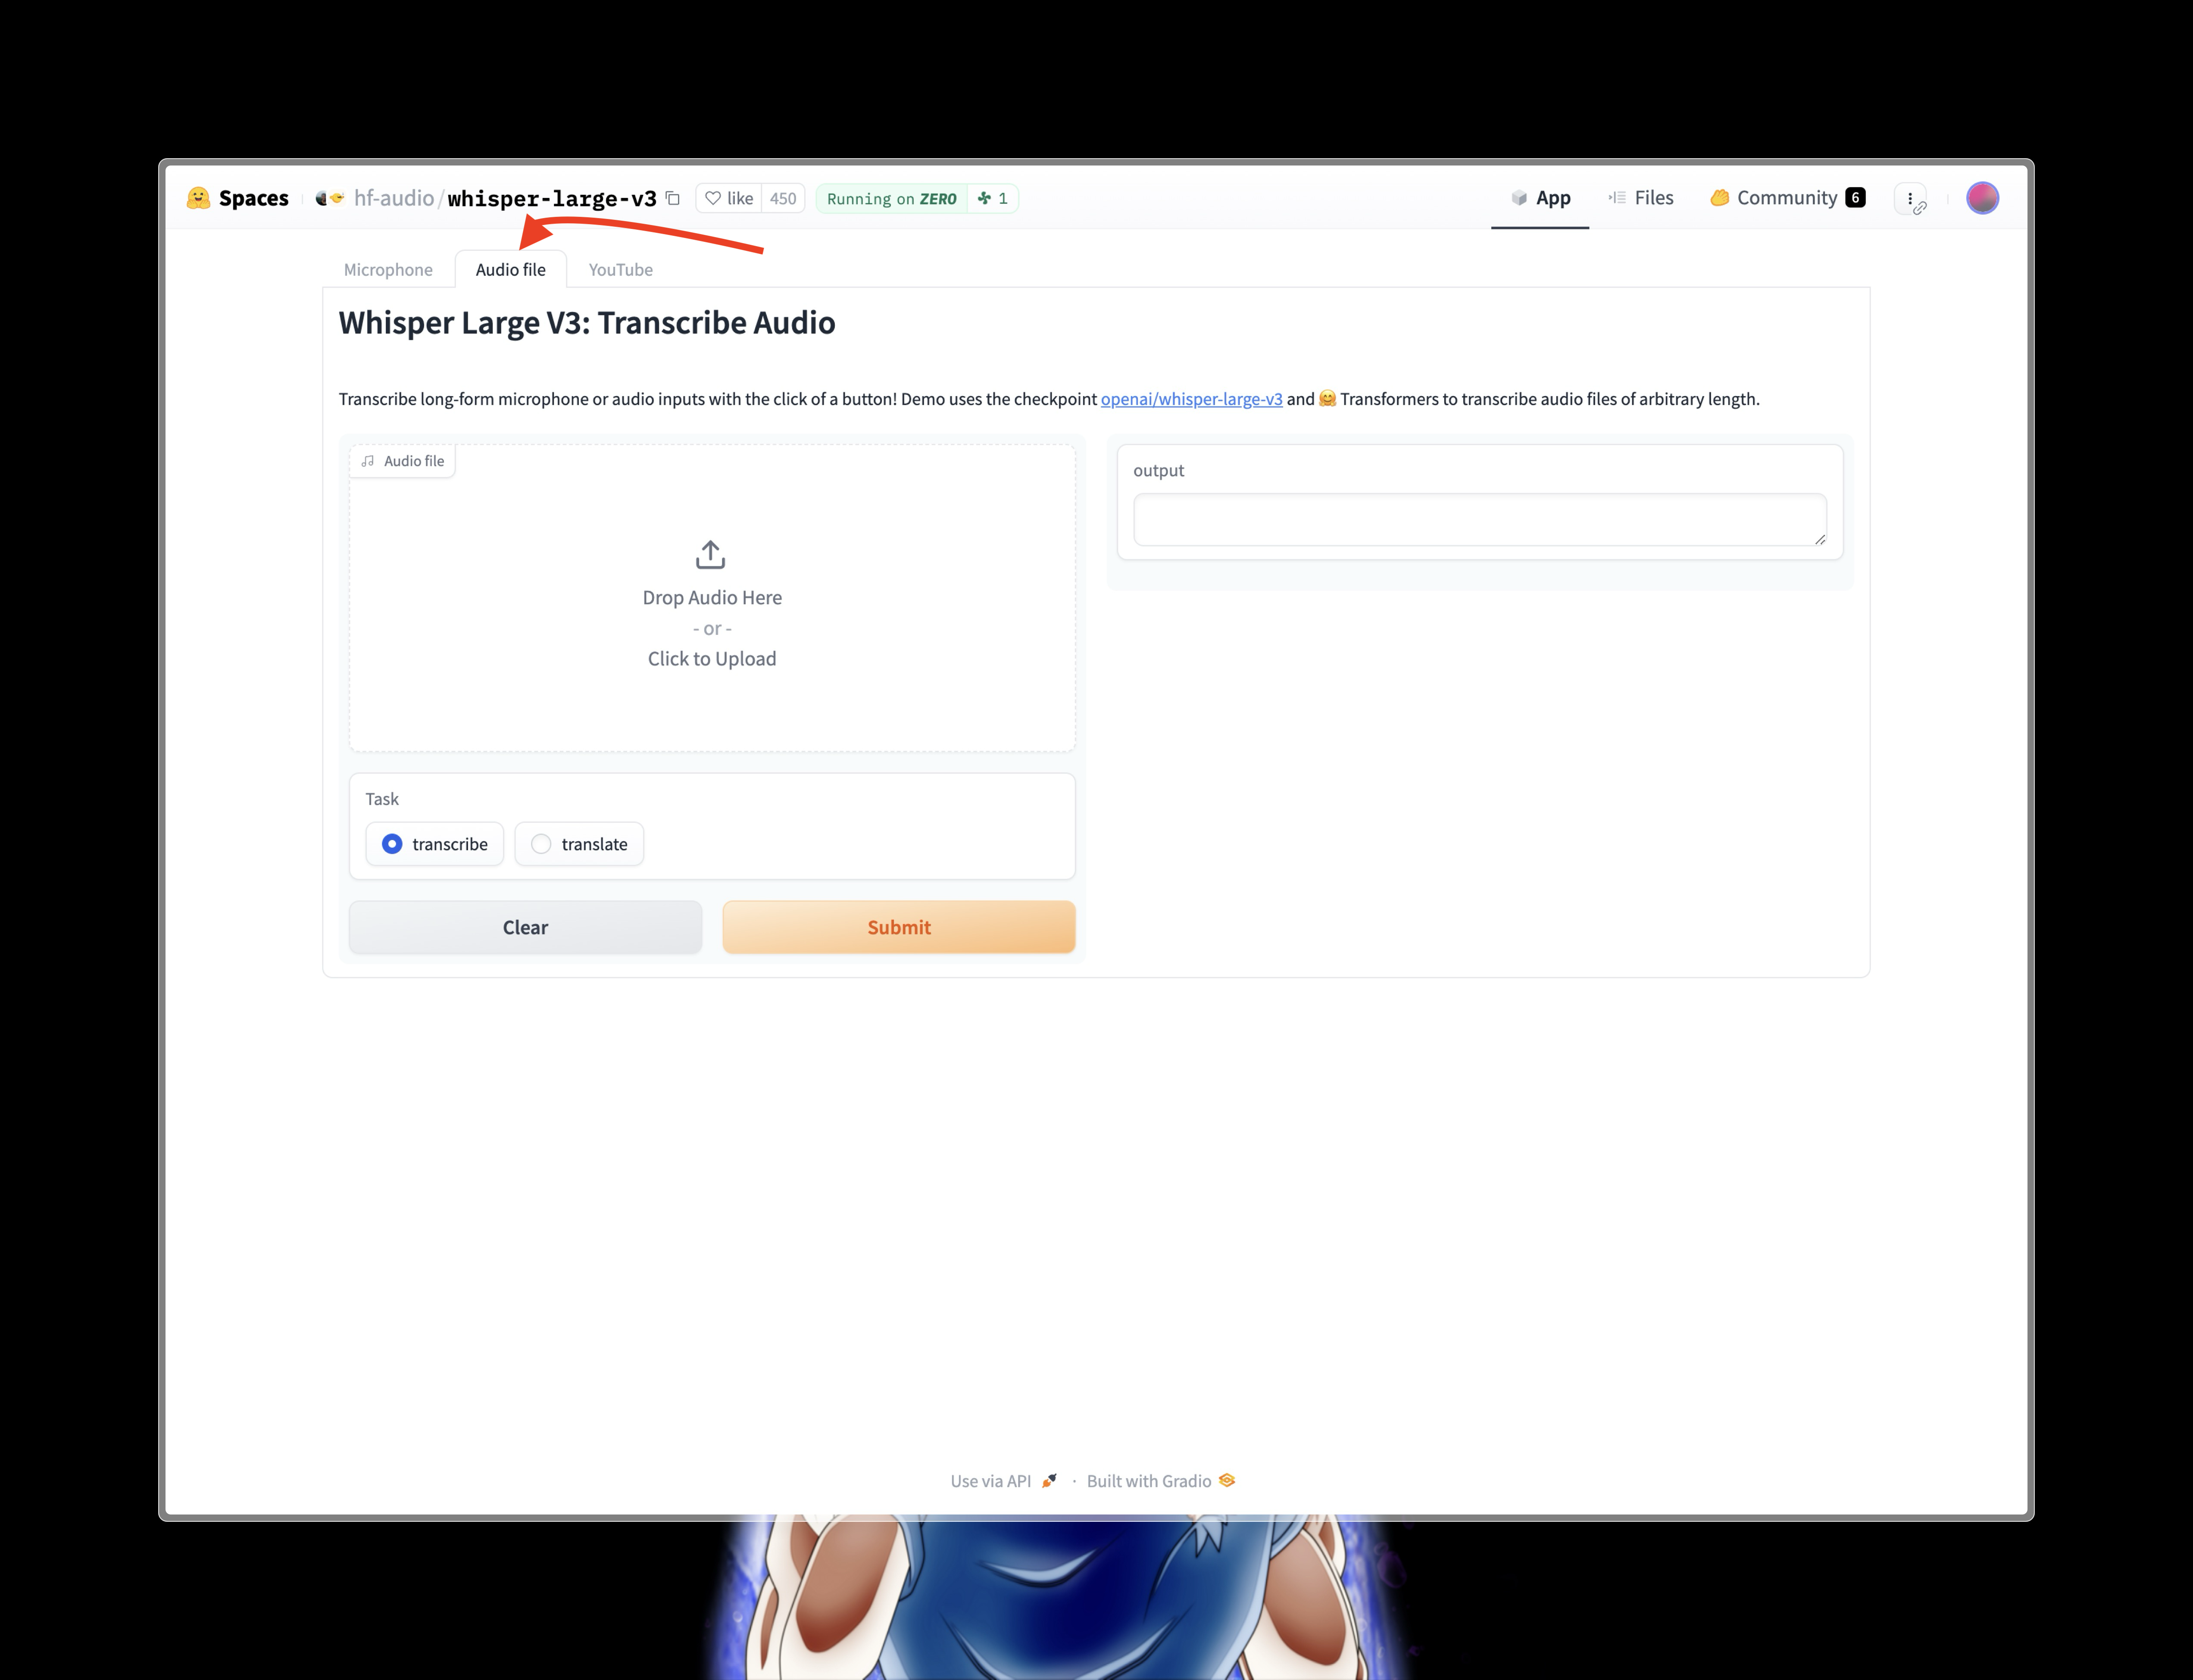 Spaces hf-audio/whisper-large-v3 like 450 Running on ZERO 1 App Files Community 6
Microphone Audio file YouTube
Whisper Large V3: Transcribe Audio
Transcribe long-form microphone or audio inputs with the click of a button! Demo uses the checkpoint openai/whisper-large-v3 and 🤗 Transformers to transcribe audio files of arbitrary length.
Audio file
Drop Audio Here
- or -
Click to Upload
Task
transcribe translate
Clear Submit
output
Use via API 🚀 · Built with Gradio